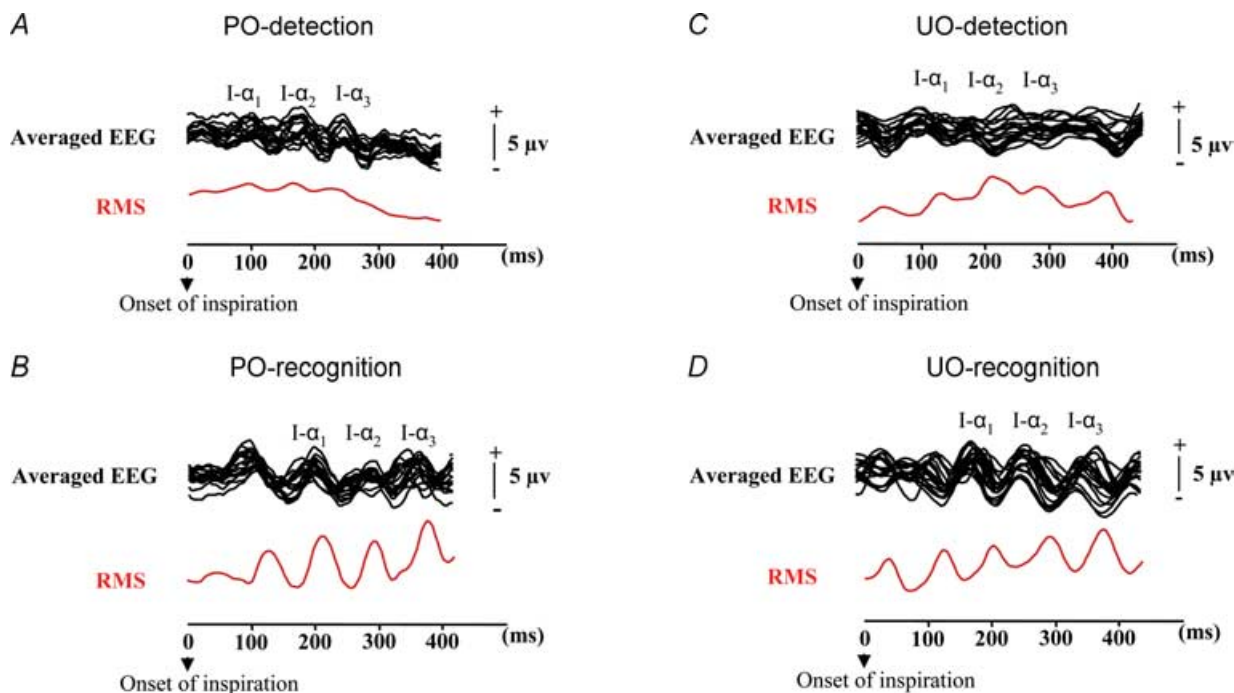 A PO-detection
I-α₁ I-α₂ I-α₃
Averaged EEG
+
5 μv
-
RMS
0 100 200 300 400 (ms)
Onset of inspiration
C UO-detection
I-α₁ I-α₂ I-α₃
Averaged EEG
+
5 μv
-
RMS
0 100 200 300 400 (ms)
Onset of inspiration
B PO-recognition
I-α₁ I-α₂ I-α₃
Averaged EEG
+
5 μv
-
RMS
0 100 200 300 400 (ms)
Onset of inspiration
D UO-recognition
I-α₁ I-α₂ I-α₃
Averaged EEG
+
5 μv
-
RMS
0 100 200 300 400 (ms)
Onset of inspiration